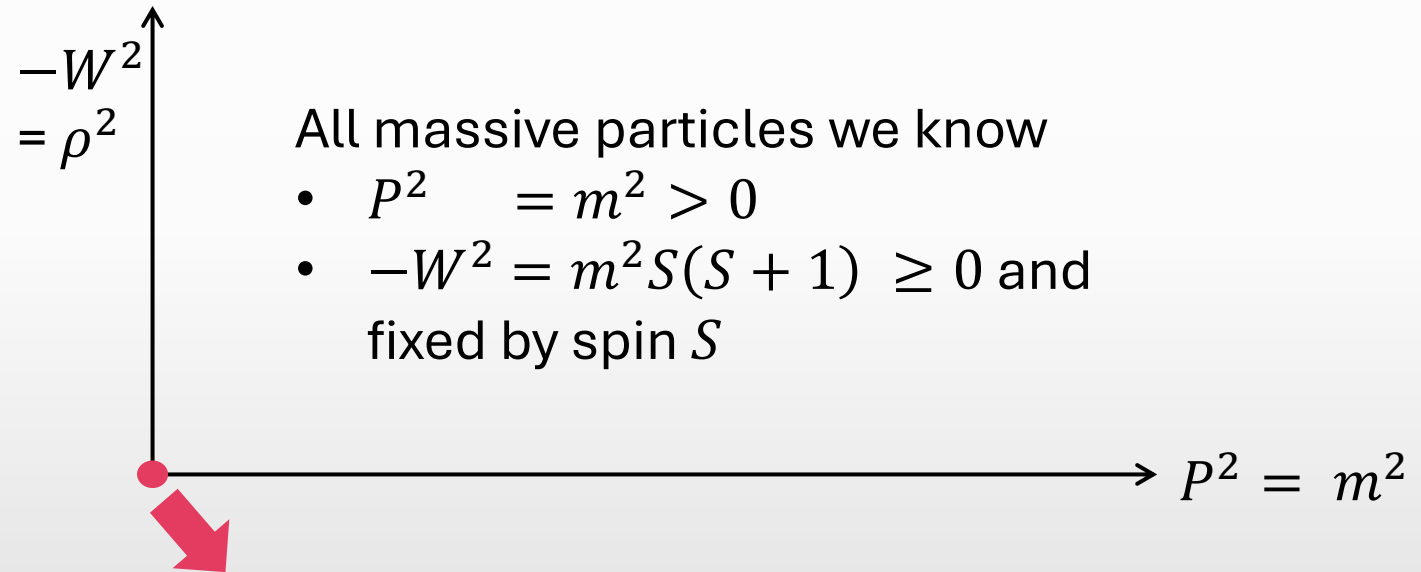 −W²
= ρ²
All massive particles we know
• P² = m² > 0
• −W² = m²S(S + 1) ≥ 0 and
fixed by spin S
P² = m²